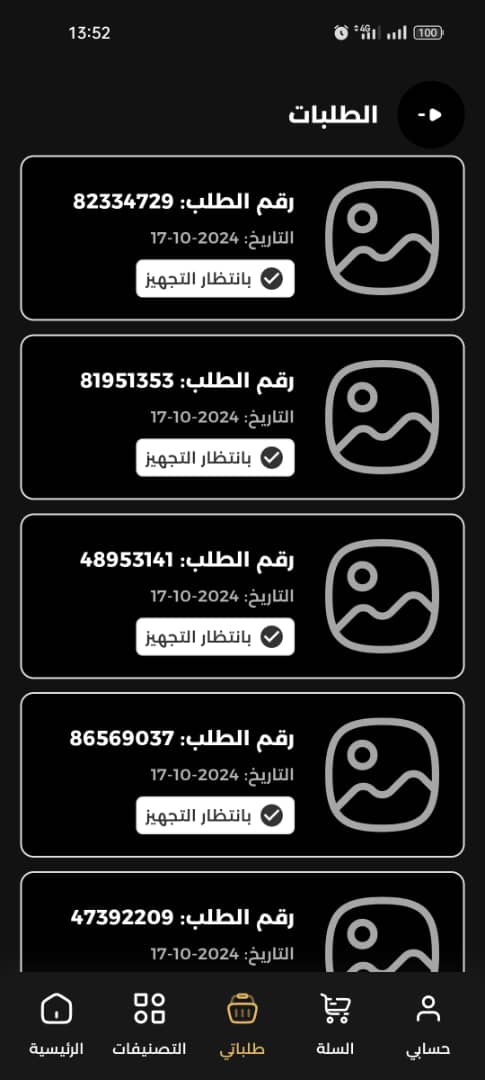 13:52
4G
100
الطلبات
رقم الطلب: 82334729
التاريخ: 2024-10-17
بانتظار التجهيز
رقم الطلب: 81951353
التاريخ: 2024-10-17
بانتظار التجهيز
رقم الطلب: 48953141
التاريخ: 2024-10-17
بانتظار التجهيز
رقم الطلب: 86569037
التاريخ: 2024-10-17
بانتظار التجهيز
رقم الطلب: 47392209
التاريخ: 2024-10-17
حسابي السلة طلباتي التصنيفات الرئيسية